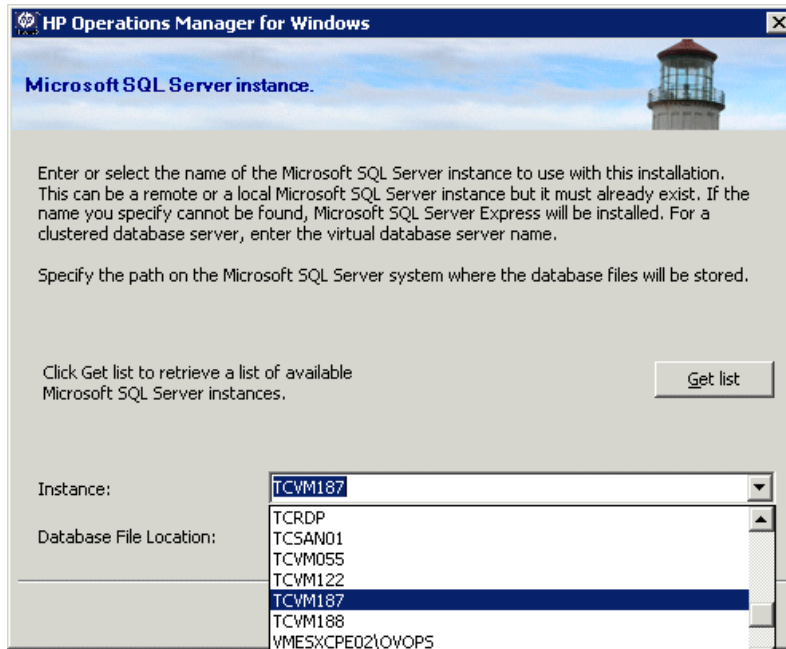 HP Operations Manager for Windows
Microsoft SQL Server instance.
Enter or select the name of the Microsoft SQL Server instance to use with this installation.
This can be a remote or a local Microsoft SQL Server instance but it must already exist. If the
name you specify cannot be found, Microsoft SQL Server Express will be installed. For a
clustered database server, enter the virtual database server name.
Specify the path on the Microsoft SQL Server system where the database files will be stored.
Click Get list to retrieve a list of available
Microsoft SQL Server instances.
Get list
Instance:
TCVM187
Database File Location:
TCRDP
TCSAN01
TCVM055
TCVM122
TCVM187
TCVM188
VMESXCPE02\OVOPS